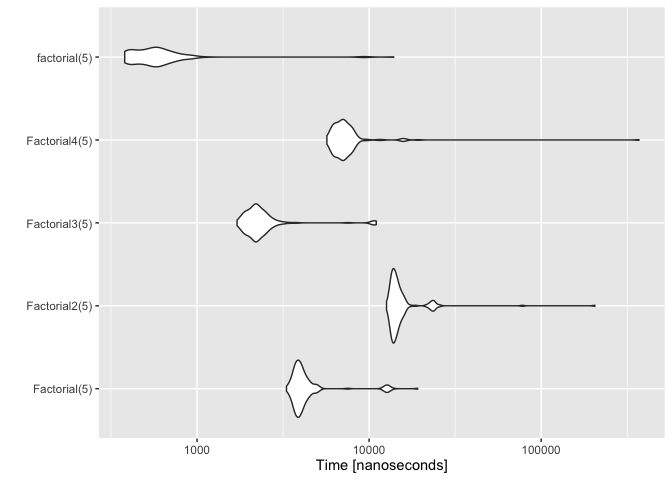 factorial(5)
Factorial4(5)
Factorial3(5)
Factorial2(5)
Factorial(5)
1000 10000 100000
Time [nanoseconds]